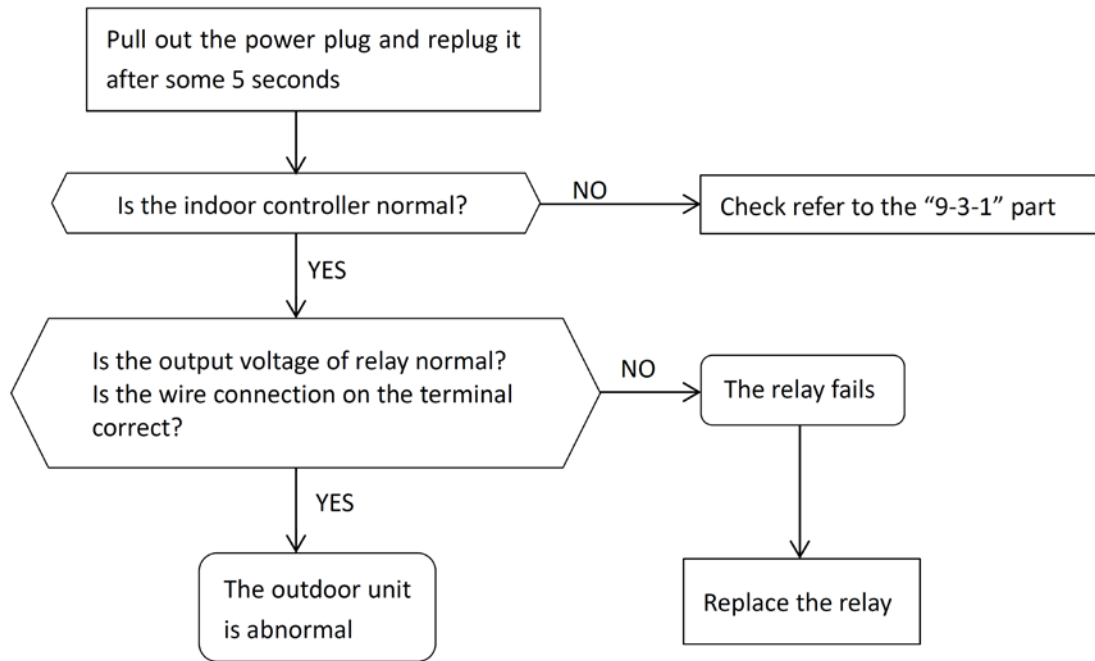 Pull out the power plug and replug it
after some 5 seconds
Is the indoor controller normal?
NO
Check refer to the “9-3-1” part
YES
Is the output voltage of relay normal?
Is the wire connection on the terminal
correct?
NO
The relay fails
YES
The outdoor unit
is abnormal
Replace the relay